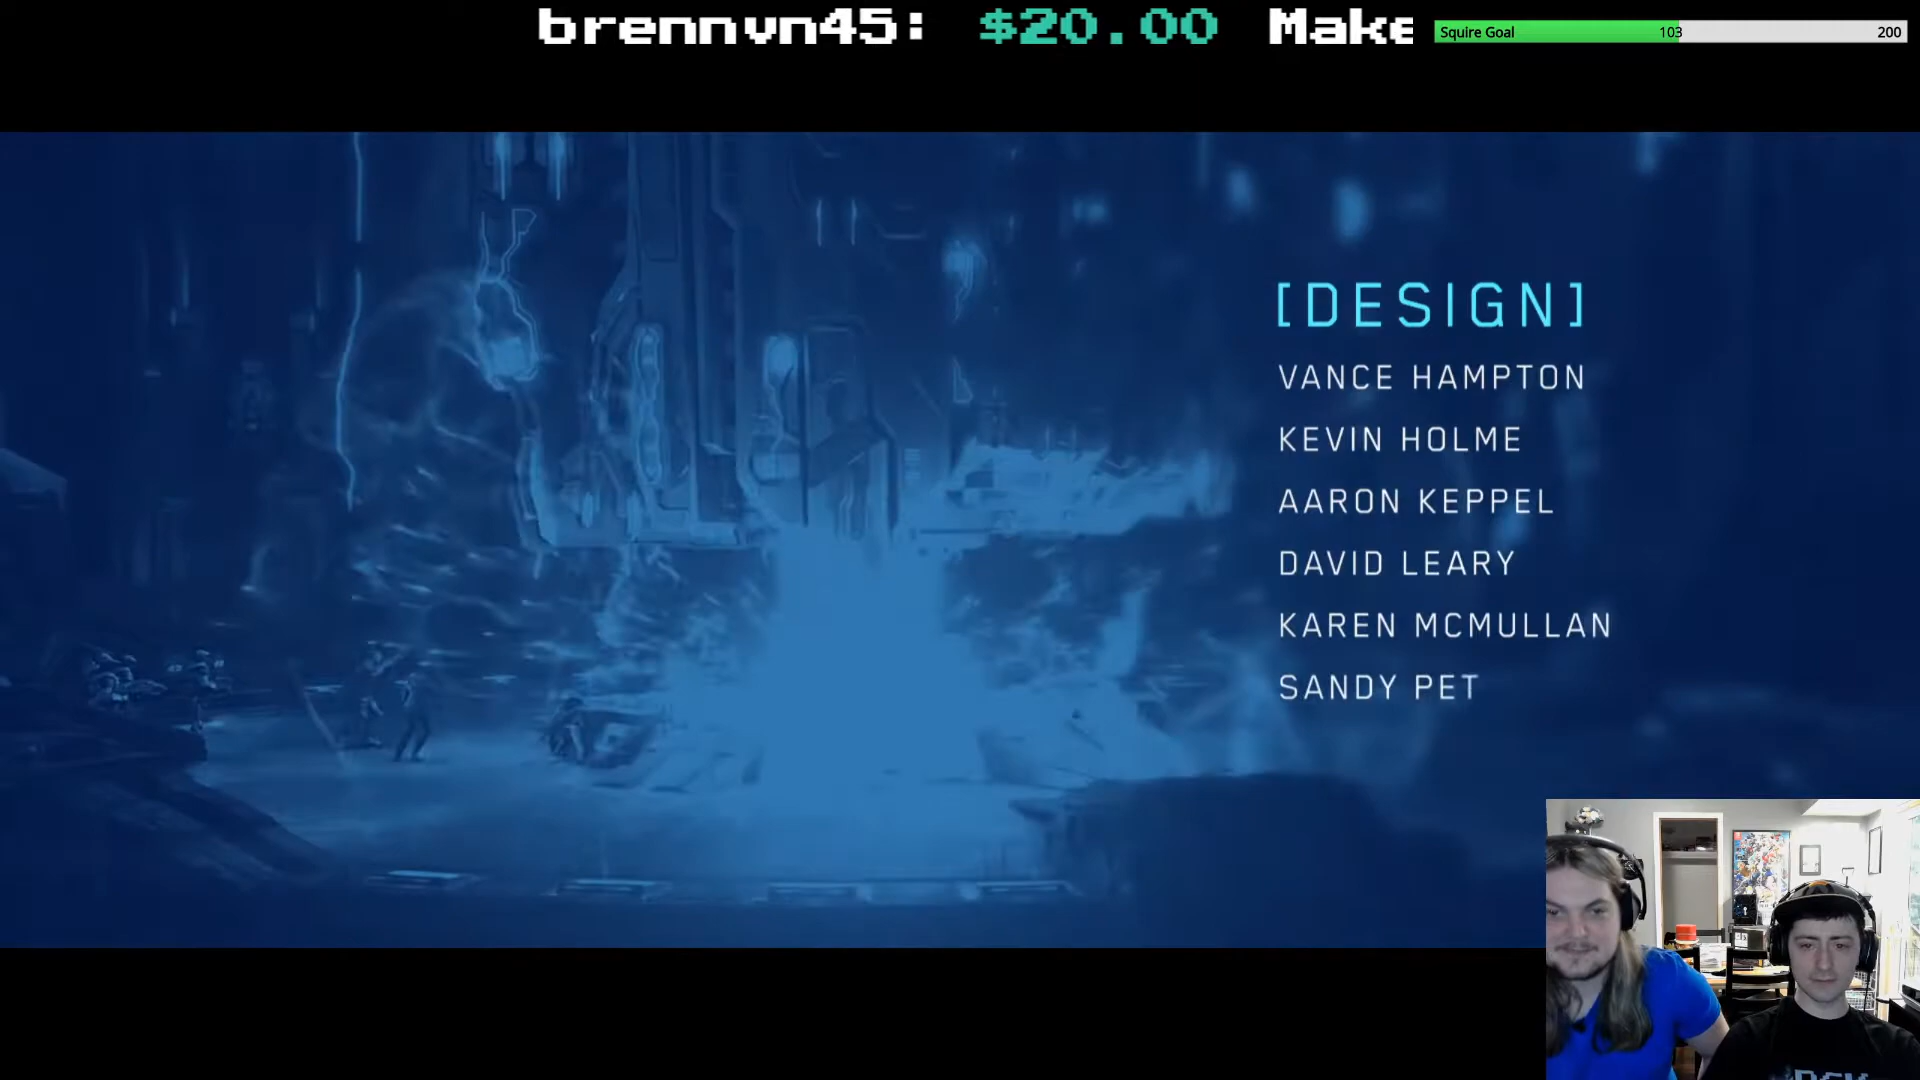 brennvn45: $20.00 Make
Squire Goal 103 200
[DESIGN]
VANCE HAMPTON
KEVIN HOLME
AARON KEPPEL
DAVID LEARY
KAREN MCMULLAN
SANDY PET